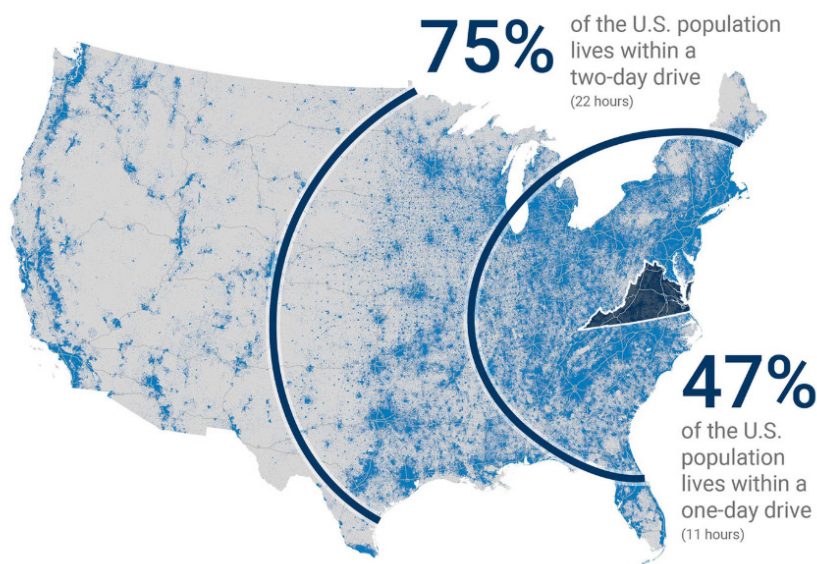 75%
of the U.S. population
lives within a
two-day drive
(22 hours)
47%
of the U.S.
population
lives within a
one-day drive
(11 hours)